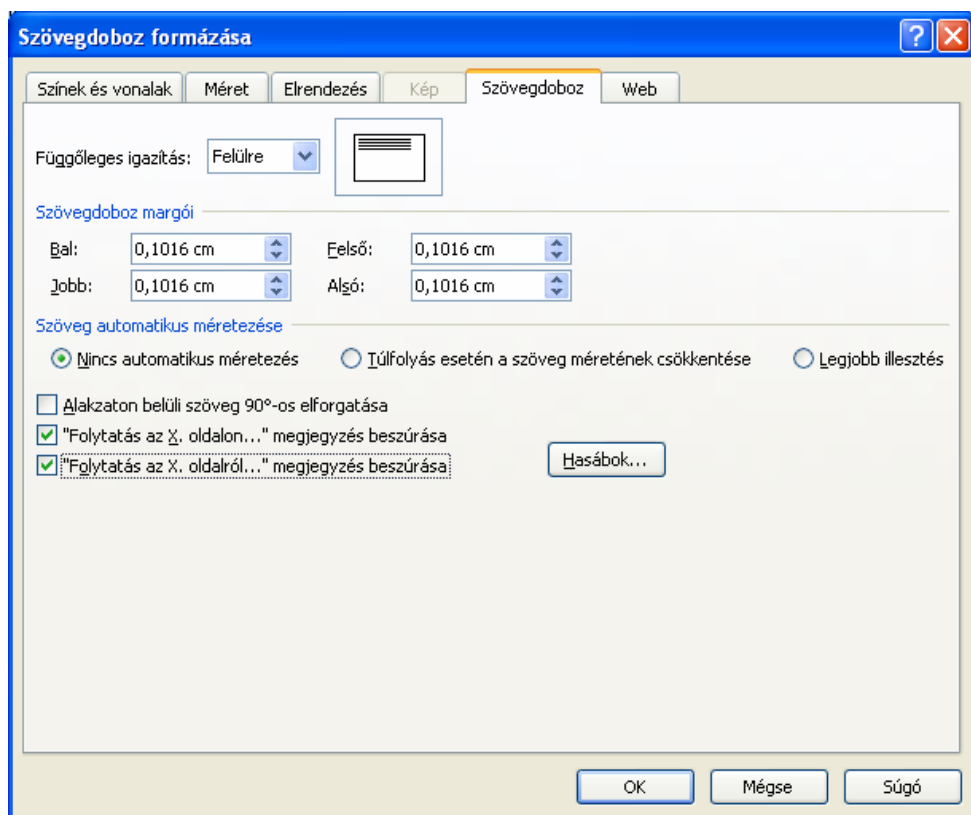 Szövegdoboz formázása
Színek és vonalak Méret Elrendezés Kép Szövegdoboz Web
Függőleges igazítás: Felülre
Szövegdoboz margói
Bal: 0,1016 cm Felső: 0,1016 cm
Jobb: 0,1016 cm Alsó: 0,1016 cm
Szöveg automatikus méretezése
Nincs automatikus méretezés Túlfolyás esetén a szöveg méretének csökkentése Legjobb illesztés
Alakzaton belüli szöveg 90°-os elforgatása
"Folytatás az X. oldalon..." megjegyzés beszúrása
"Folytatás az X. oldalról..." megjegyzés beszúrása Hasábok...
OK Mégse Súgó